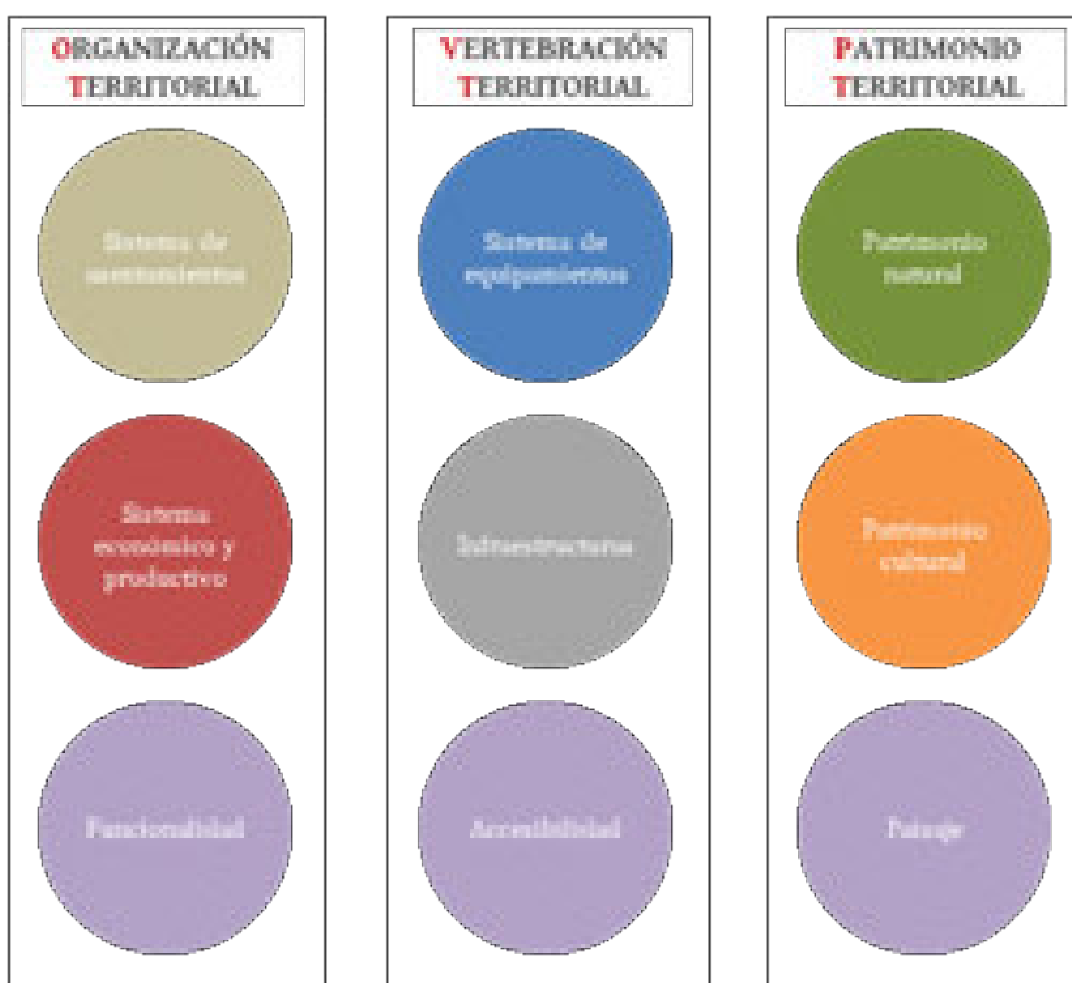 ORGANIZACIÓN
TERRITORIAL
Sistema de
asentamientos
Sistema
económico y
productivo
Funcionalidad
VERTEBRACIÓN
TERRITORIAL
Sistema de
equipamientos
Infraestructuras
Accesibilidad
PATRIMONIO
TERRITORIAL
Patrimonio
natural
Patrimonio
cultural
Paisaje